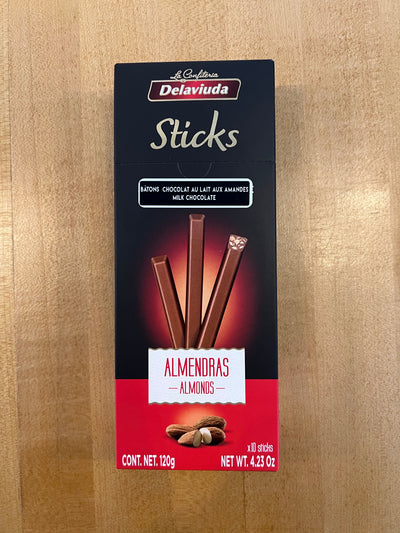 La Confitería
Delaviuda
Sticks
BÂTONS CHOCOLAT AU LAIT AUX AMANDES
MILK CHOCOLATE
ALMENDRAS
ALMONDS
x10 sticks
CONT. NET. 120g
NET WT. 4.23 Oz